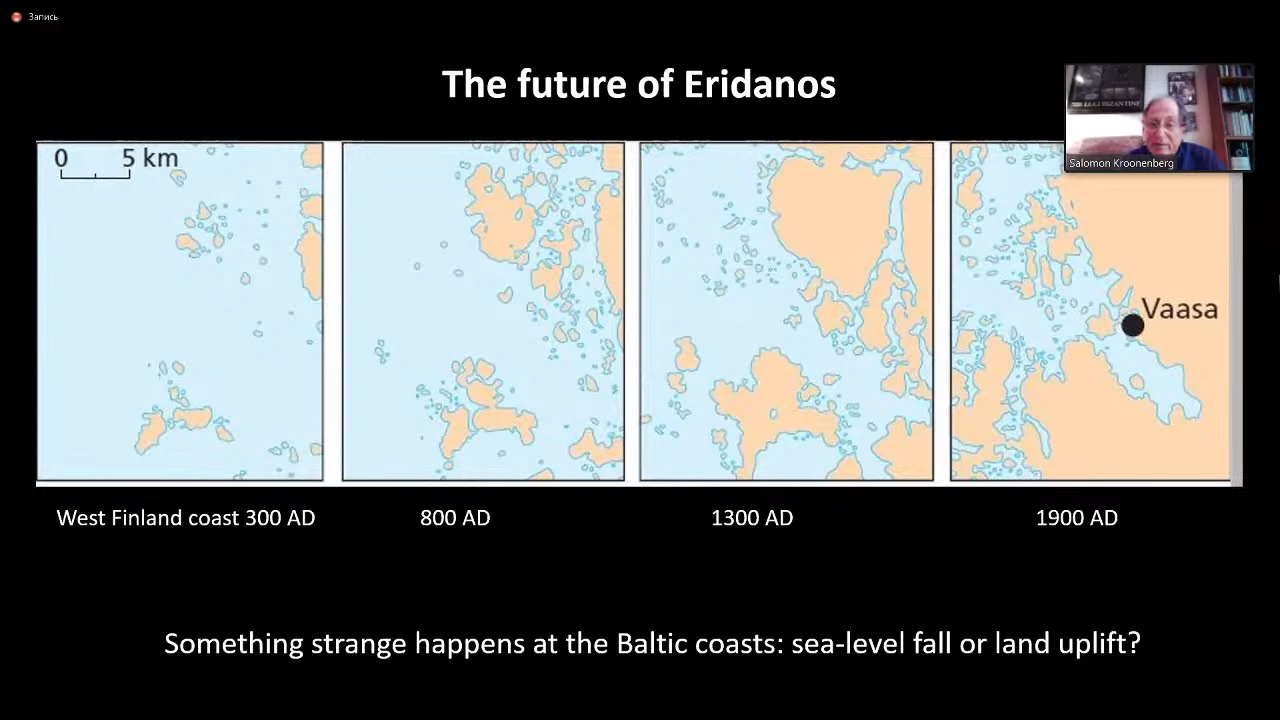 Запись
The future of Eridanos
Salomon Kroonenberg
0 5 km
Vaasa
West Finland coast 300 AD
800 AD
1300 AD
1900 AD
Something strange happens at the Baltic coasts: sea-level fall or land uplift?